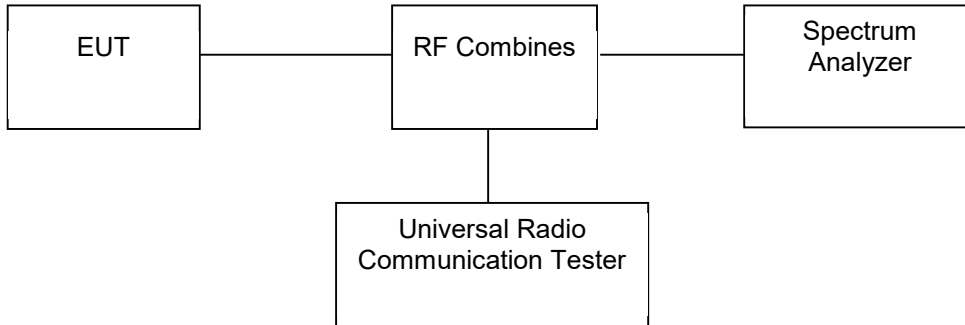 EUT
RF Combines
Spectrum
Analyzer
Universal Radio
Communication Tester